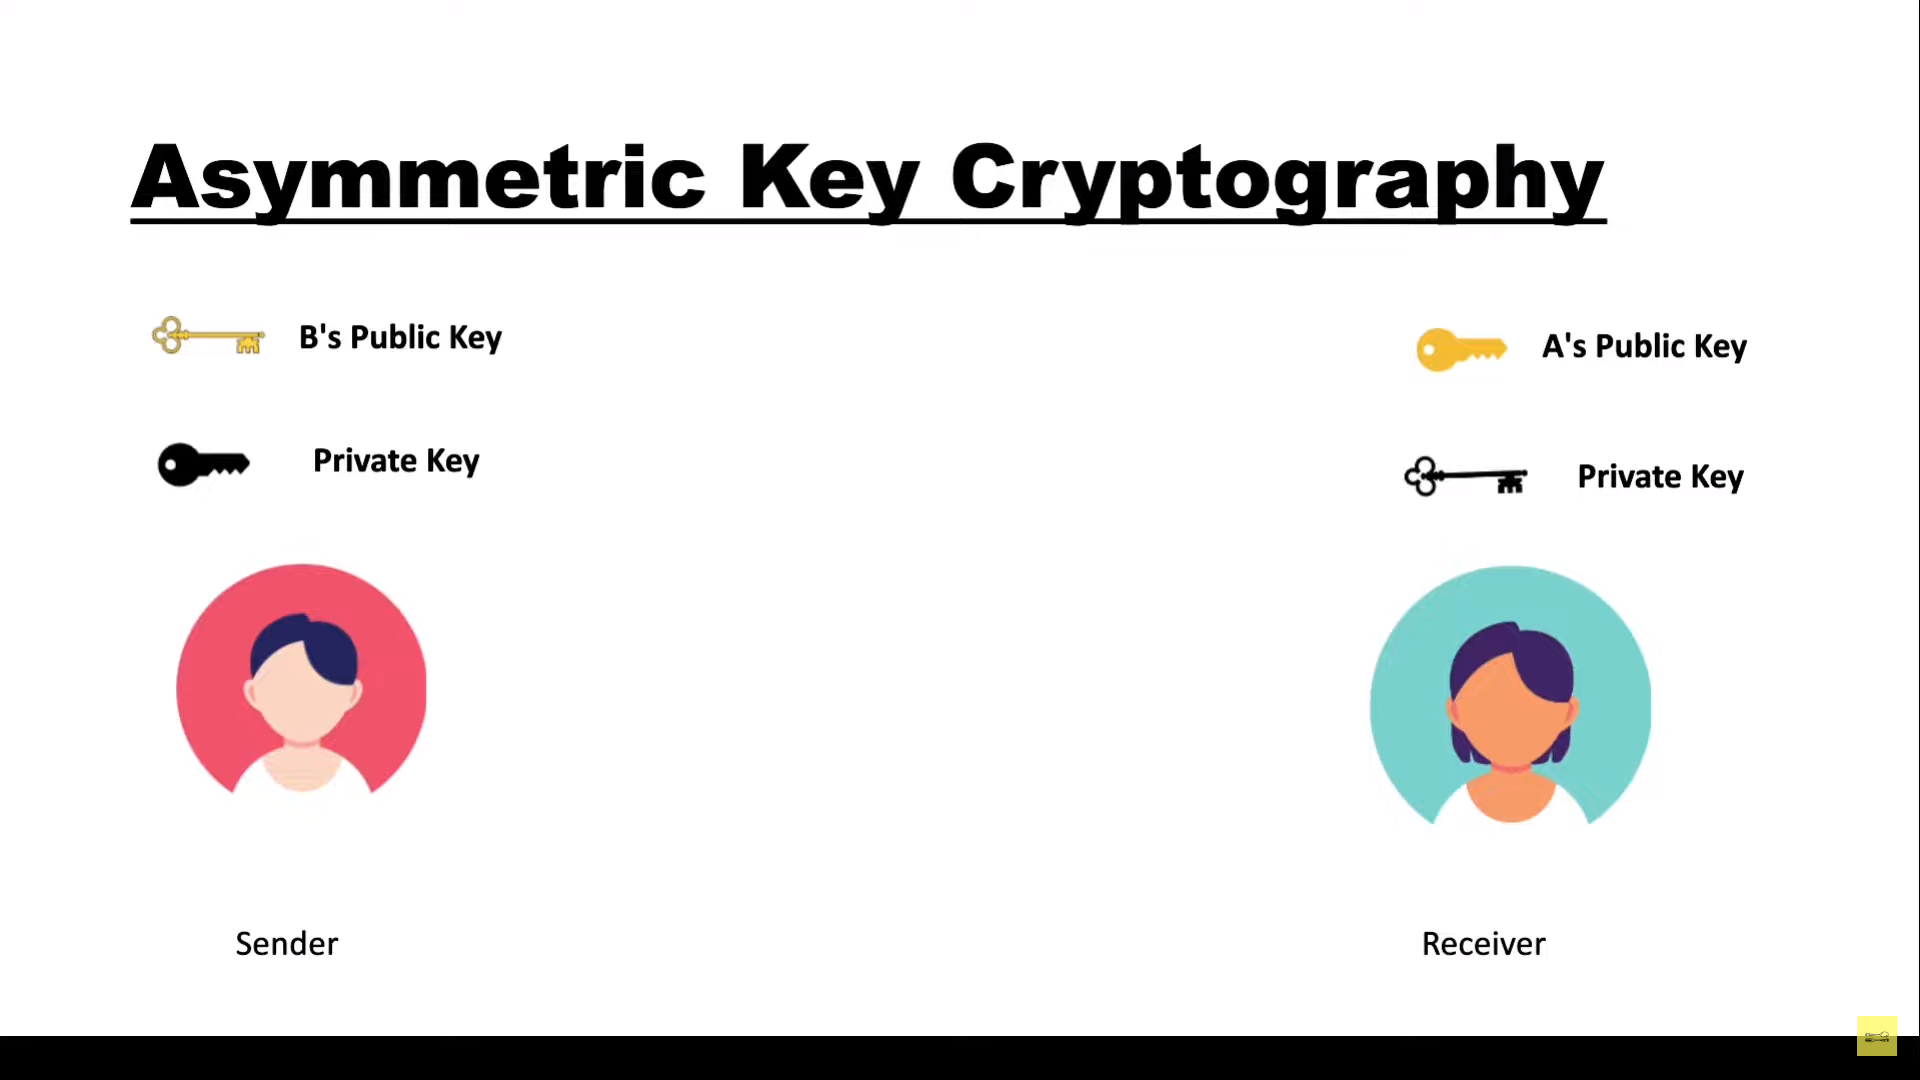 Asymmetric Key Cryptography
B's Public Key
A's Public Key
Private Key
Private Key
Sender
Receiver